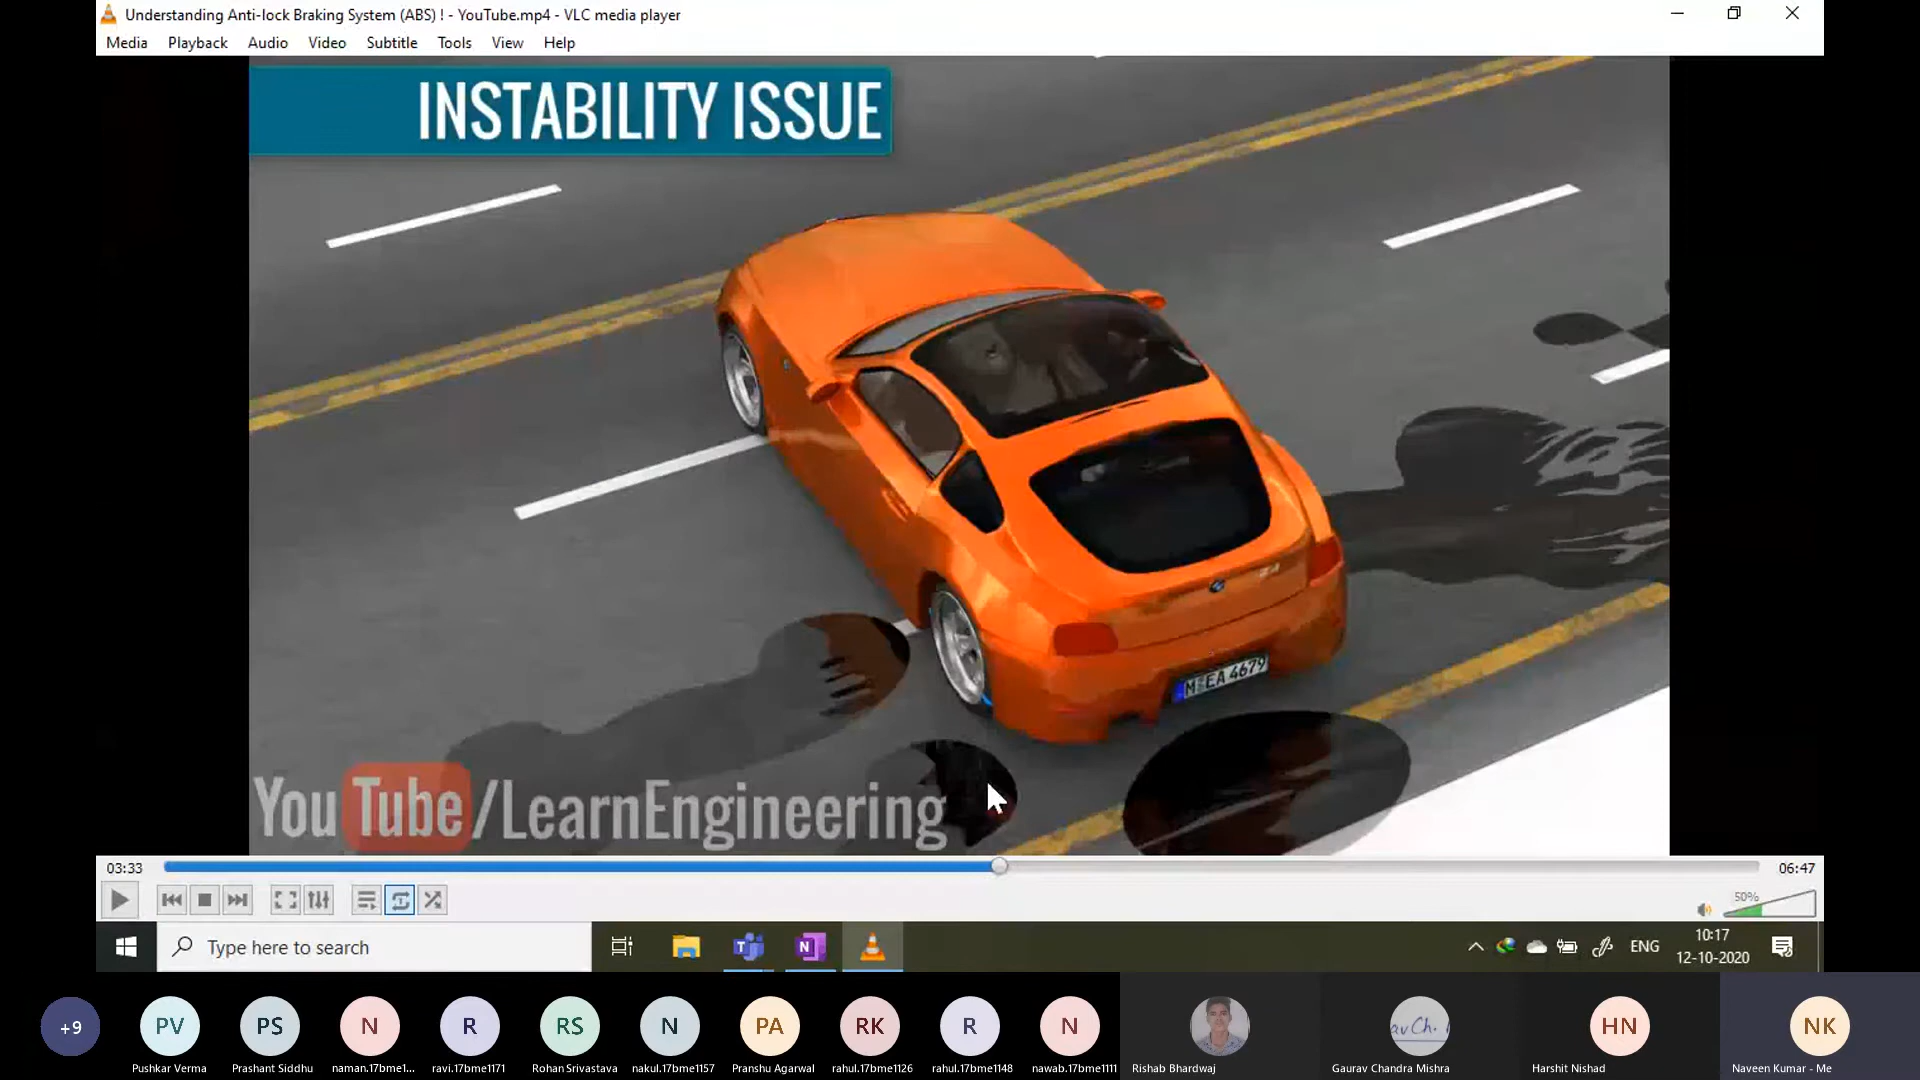 Understanding Anti-lock Braking System (ABS) ! - YouTube.mp4 - VLC media player
Media Playback Audio Video Subtitle Tools View Help
INSTABILITY ISSUE
Z4
M EA 4679
YouTube/LearnEngineering
03:33
06:47
50%
Type here to search
ENG
10:17
12-10-2020
+9
PV
PS
N
R
RS
N
PA
RK
R
N
avCh.
HN
NK
Pushkar Verma
Prashant Siddhu
naman.17bme1...
ravi.17bme1171
Rohan Srivastava
nakul.17bme1157
Pranshu Agarwal
rahul.17bme1126
rahul.17bme1148
nawab.17bme1111
Rishab Bhardwaj
Gaurav Chandra Mishra
Harshit Nishad
Naveen Kumar - Me